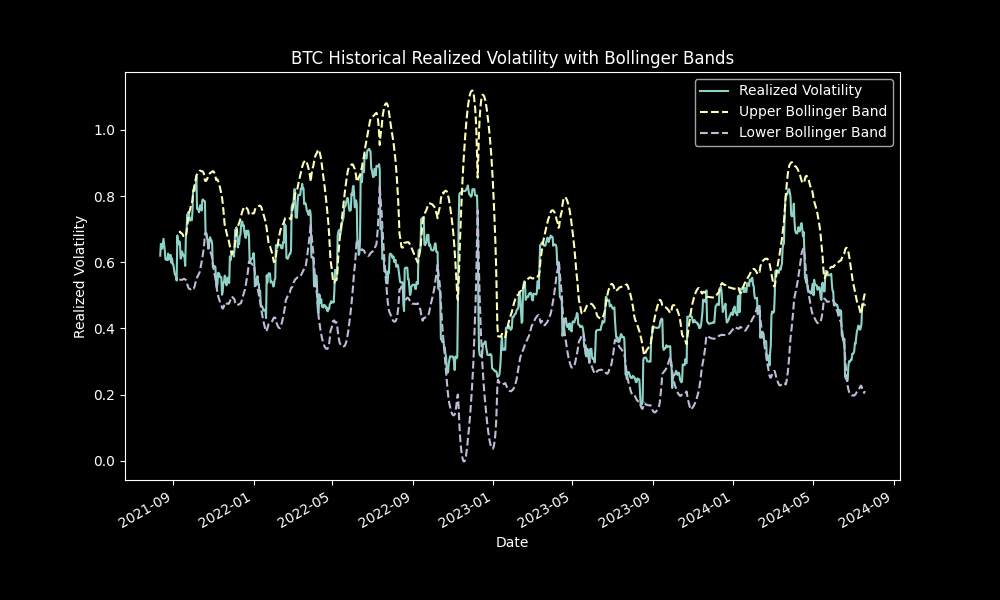 BTC Historical Realized Volatility with Bollinger Bands
Realized Volatility
Upper Bollinger Band
Lower Bollinger Band
Realized Volatility
1.0
0.8
0.6
0.4
0.2
0.0
2021-09
2022-01
2022-05
2022-09
2023-01
2023-05
2023-09
2024-01
2024-05
2024-09
Date